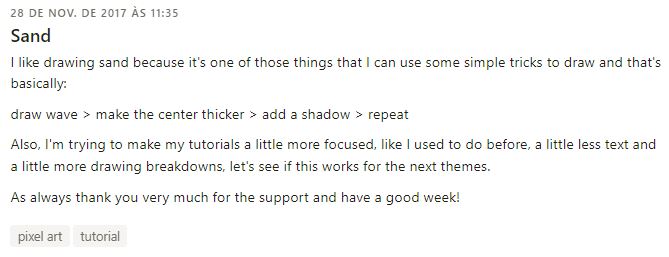 28 DE NOV. DE 2017 ÀS 11:35
Sand
I like drawing sand because it's one of those things that I can use some simple tricks to draw and that's
basically:
draw wave > make the center thicker > add a shadow > repeat
Also, I'm trying to make my tutorials a little more focused, like I used to do before, a little less text and
a little more drawing breakdowns, let's see if this works for the next themes.
As always thank you very much for the support and have a good week!
pixel art tutorial